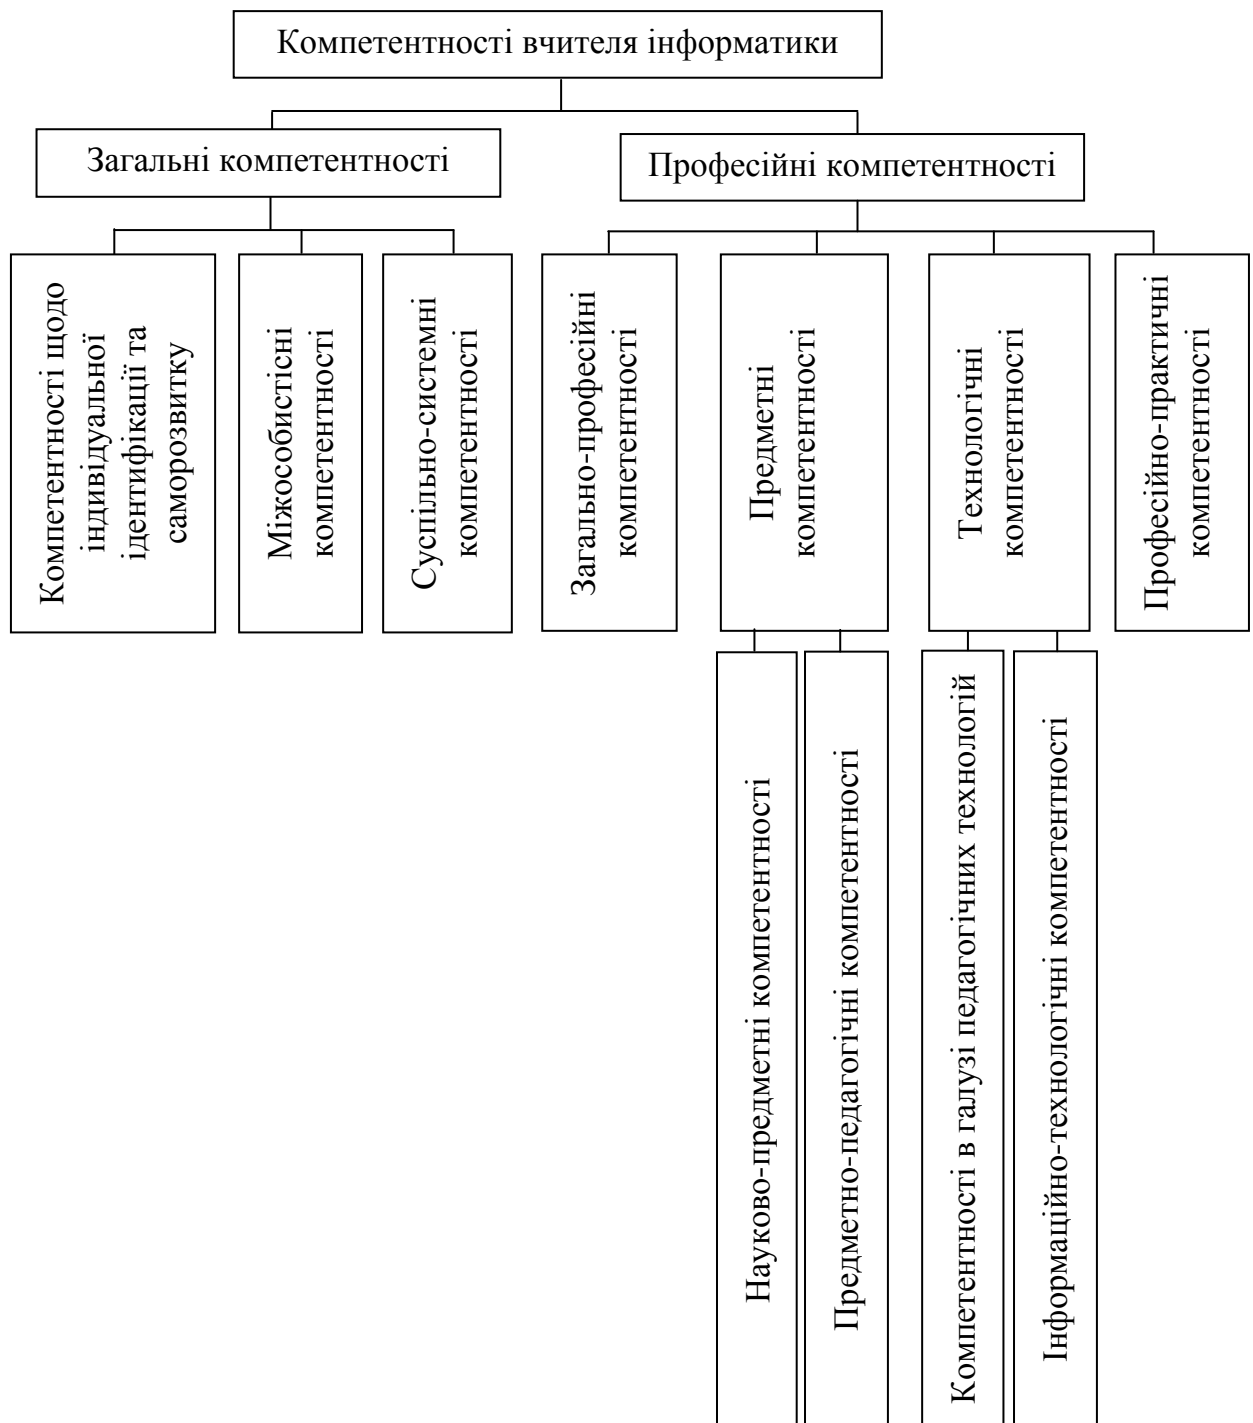 Компетентності вчителя інформатики
Загальні компетентності
Професійні компетентності
Компетентності щодо
індивідуальної
ідентифікації та
саморозвитку
Міжособистісні
компетентності
Суспільно-системні
компетентності
Загально-професійні
компетентності
Предметні
компетентності
Технологічні
компетентності
Професійно-практичні
компетентності
Науково-предметні компетентності
Предметно-педагогічні компетентності
Компетентності в галузі педагогічних технологій
Інформаційно-технологічні компетентності